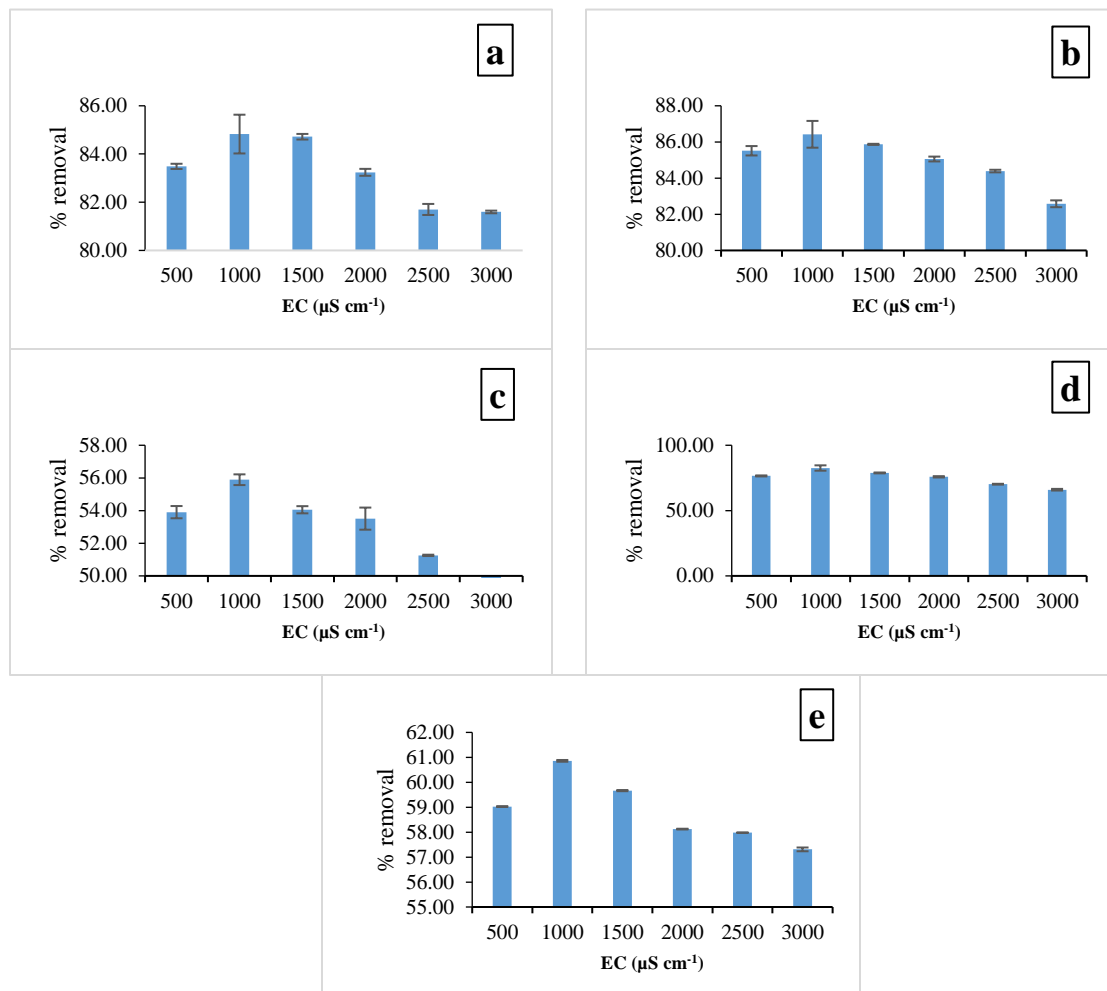 a
86.00
84.00
82.00
80.00
% removal
500 1000 1500 2000 2500 3000
EC (µS cm-1)
b
88.00
86.00
84.00
82.00
80.00
% removal
500 1000 1500 2000 2500 3000
EC (µS cm-1)
c
58.00
56.00
54.00
52.00
50.00
% removal
500 1000 1500 2000 2500 3000
EC (µS cm-1)
d
100.00
50.00
0.00
% removal
500 1000 1500 2000 2500 3000
EC (µS cm-1)
e
62.00
61.00
60.00
59.00
58.00
57.00
56.00
55.00
% removal
500 1000 1500 2000 2500 3000
EC (µS cm-1)